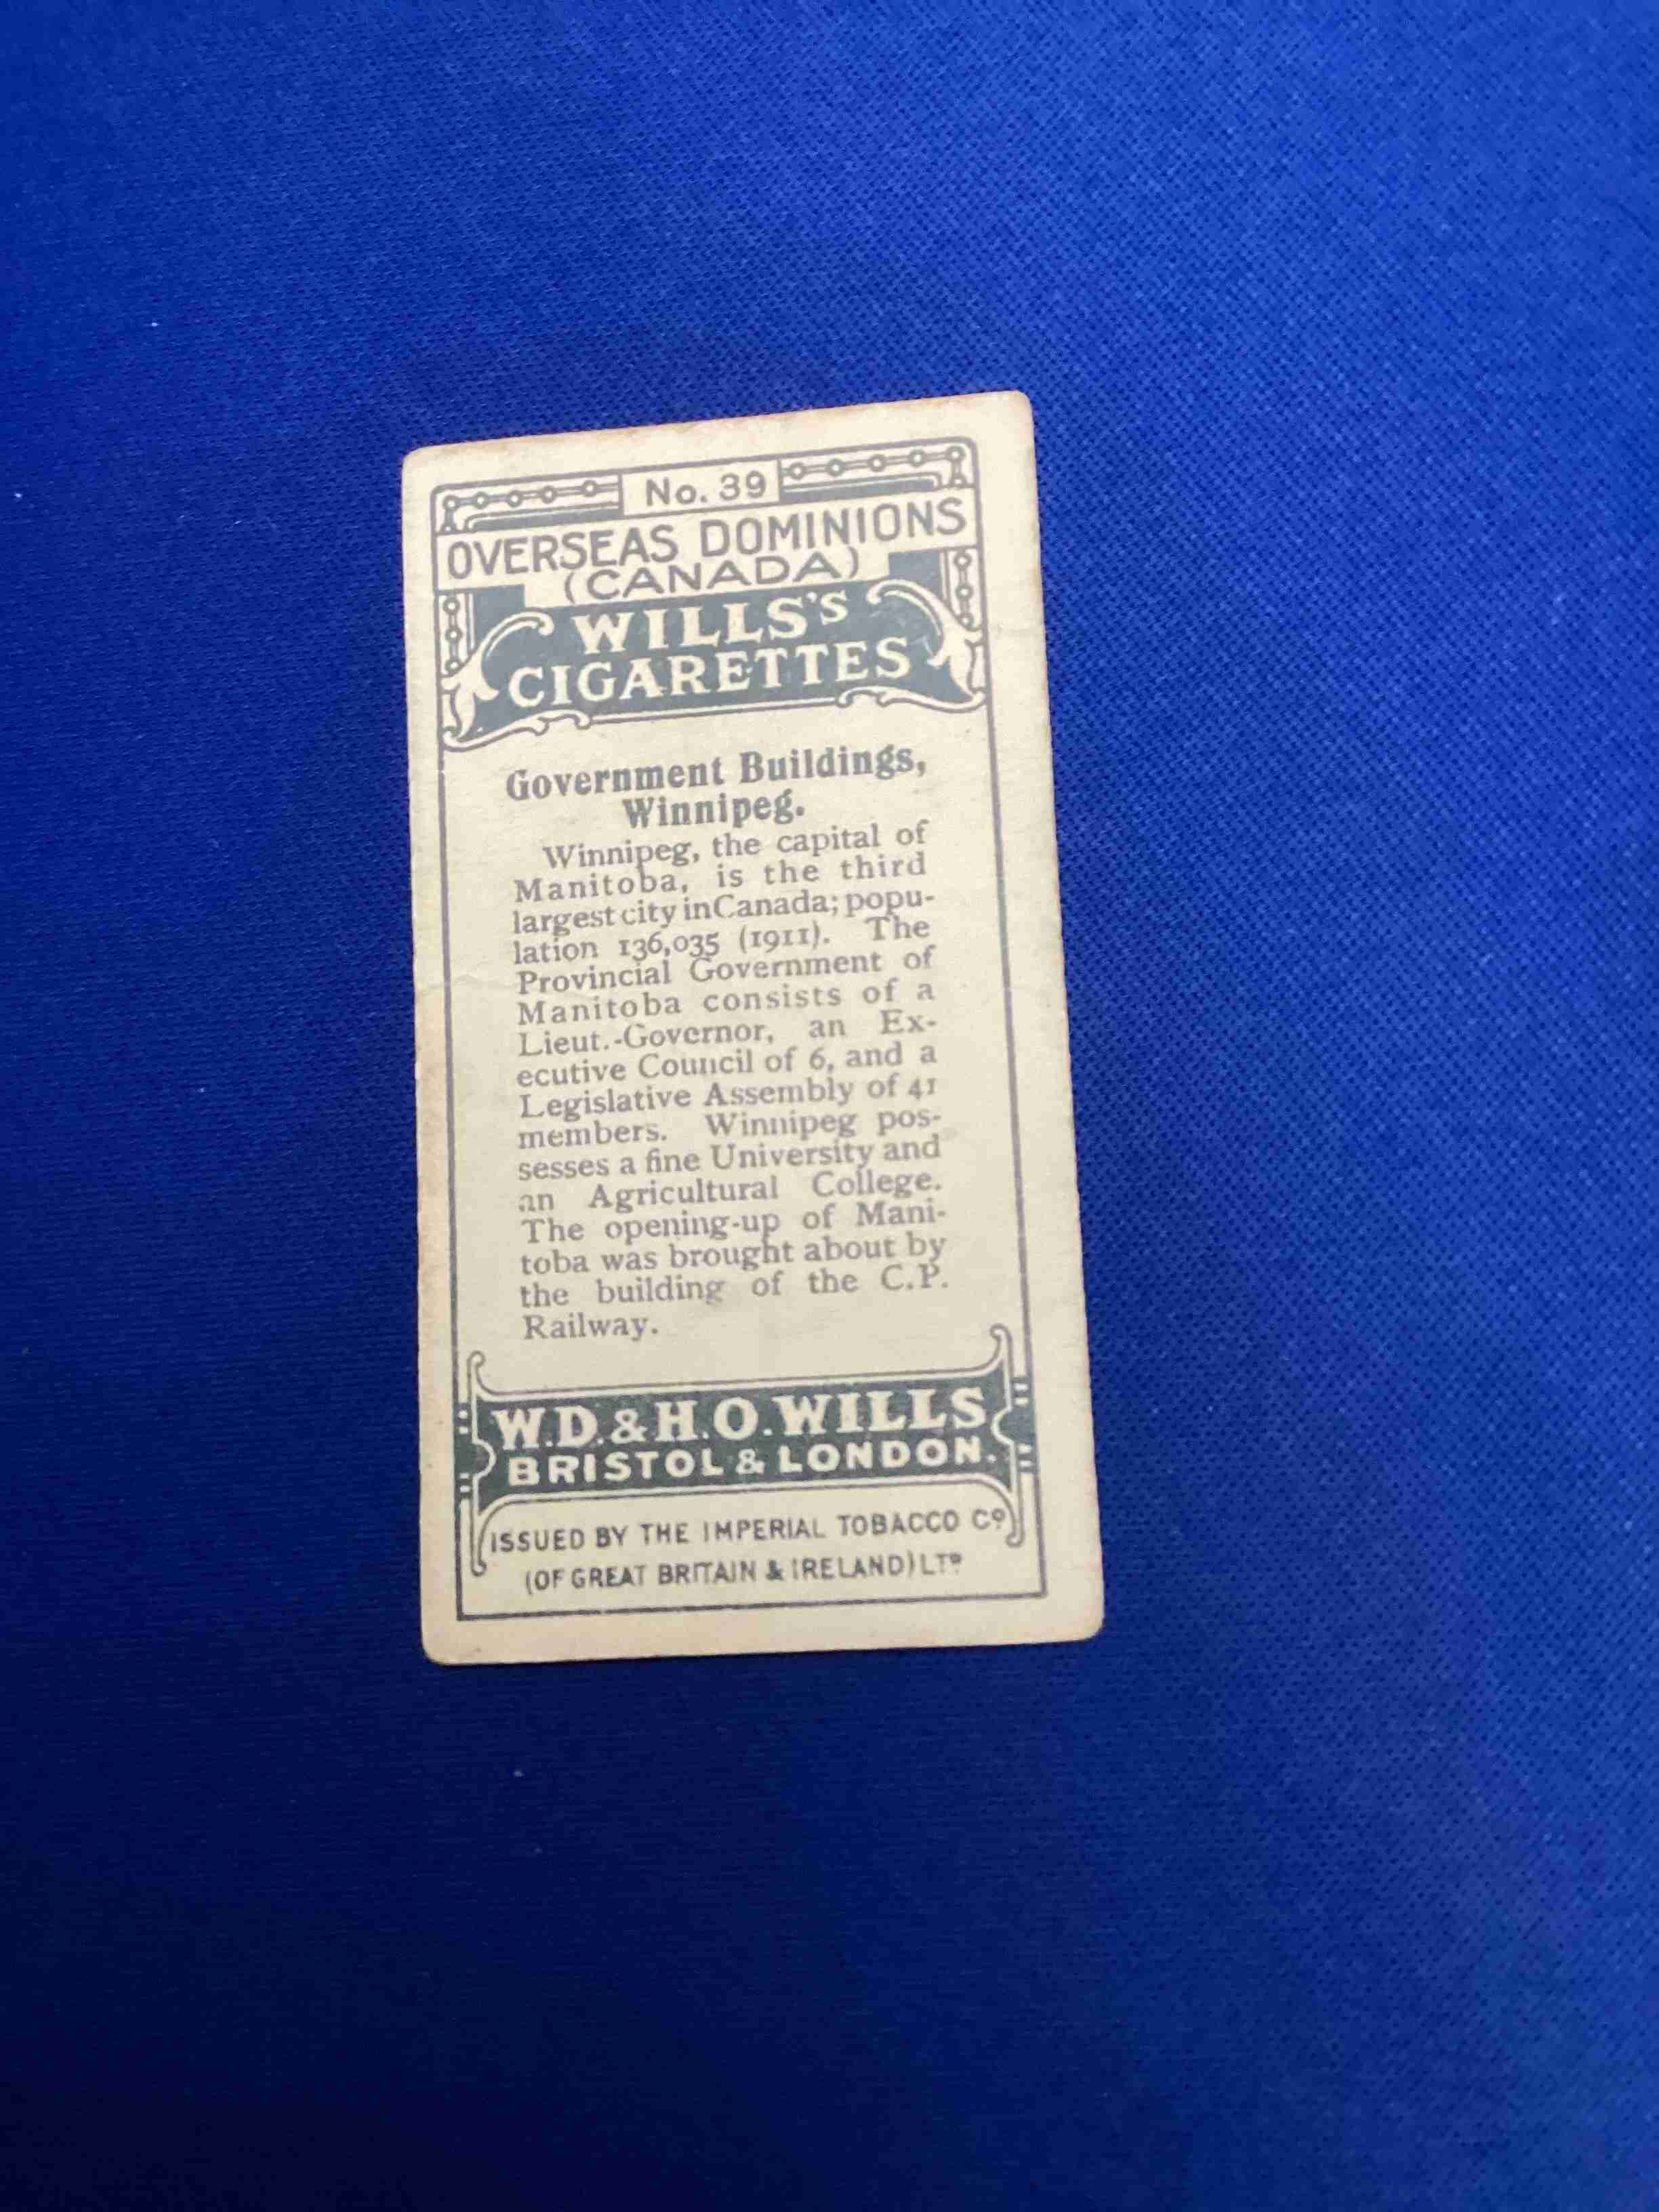 No. 39
OVERSEAS DOMINIONS
(CANADA)
WILLS'S
CIGARETTES
Government Buildings,
Winnipeg.
Winnipeg, the capital of
Manitoba, is the third
largest city in Canada; popu-
lation 136,035 (1911). The
Provincial Government of
Manitoba consists of a
Lieut.-Governor, an Ex-
ecutive Council of 6, and a
Legislative Assembly of 41
members. Winnipeg pos-
sesses a fine University and
an Agricultural College.
The opening-up of Mani-
toba was brought about by
the building of the C.P.
Railway.
W.D. & H.O. WILLS.
BRISTOL & LONDON.
ISSUED BY THE IMPERIAL TOBACCO Cº
(OF GREAT BRITAIN & IRELAND) LTᴰ